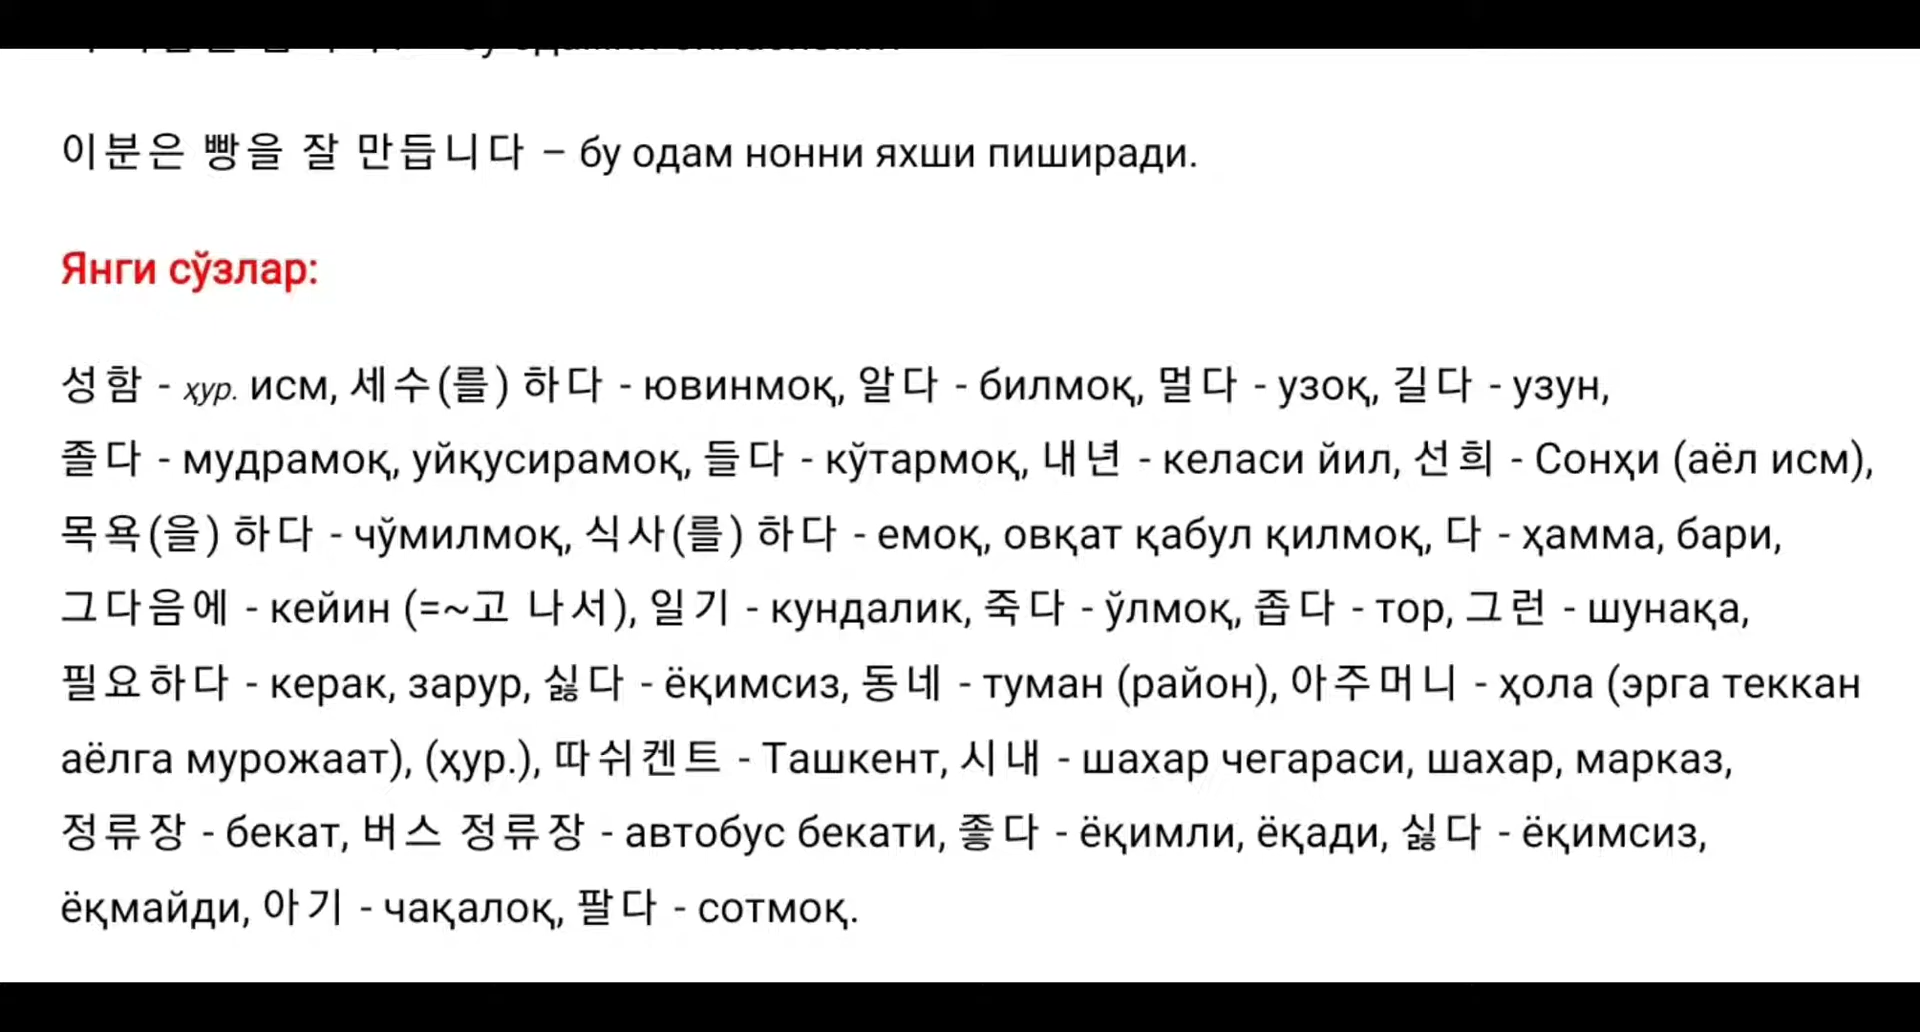 이분은 빵을 잘 만듭니다 – бу одам нонни яхши пиширади.
Янги сўзлар:
성함 - ҳур. исм, 세수(를) 하다 - ювинмоқ, 알다 - билмоқ, 멀다 - узоқ, 길다 - узун,
졸다 - мудрамоқ, уйқусирамоқ, 들다 - кўтармоқ, 내년 - келаси йил, 선희 - Сонҳи (аёл исм),
목욕(을) 하다 - чўмилмоқ, 식사(를) 하다 - емоқ, овқат қабул қилмоқ, 다 - ҳамма, бари,
그다음에 - кейин (=~고 나서), 일기 - кундалик, 죽다 - ўлмоқ, 좁다 - тор, 그런 - шунақа,
필요하다 - керак, зарур, 싫다 - ёқимсиз, 동네 - туман (район), 아주머니 - ҳола (эрга теккан
аёлга мурожаат), (ҳур.), 따쉬켄트 - Ташкент, 시내 - шахар чегараси, шахар, марказ,
정류장 - бекат, 버스 정류장 - автобус бекати, 좋다 - ёқимли, ёқади, 싫다 - ёқимсиз,
ёқмайди, 아기 - чақалоқ, 팔다 - сотмоқ.